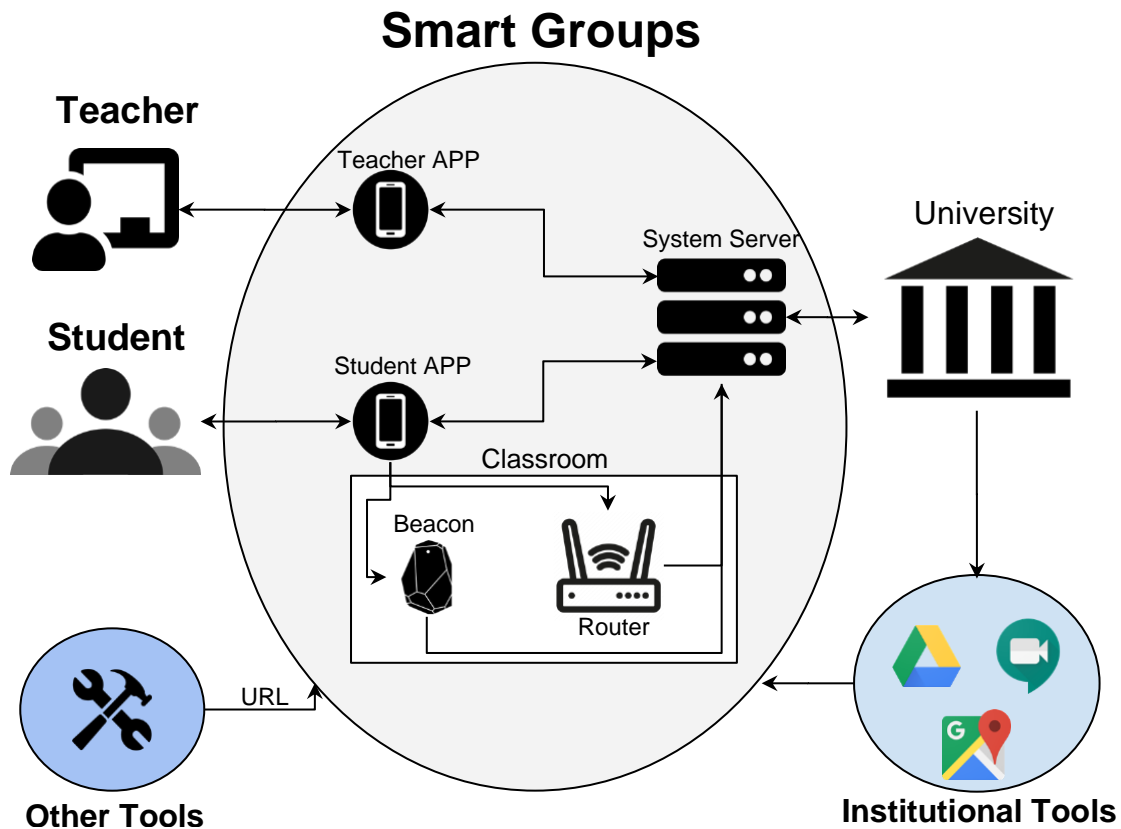 Smart Groups
Teacher
Teacher APP
University
System Server
Student
Student APP
Classroom
Beacon
Router
URL
G
Other Tools
Institutional Tools